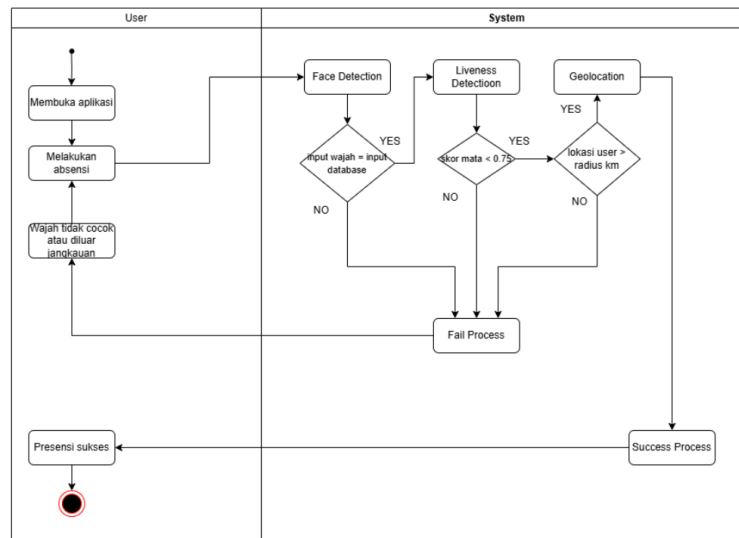 User
System
Membuka aplikasi
Melakukan
absensi
Wajah tidak cocok
atau diluar
jangkauan
Presensi sukses
Face Detection
input wajah = input
database
YES
NO
Liveness
Detectioon
skor mata < 0.75
YES
NO
Geolocation
YES
lokasi user >
radius km
NO
Fail Process
Success Process